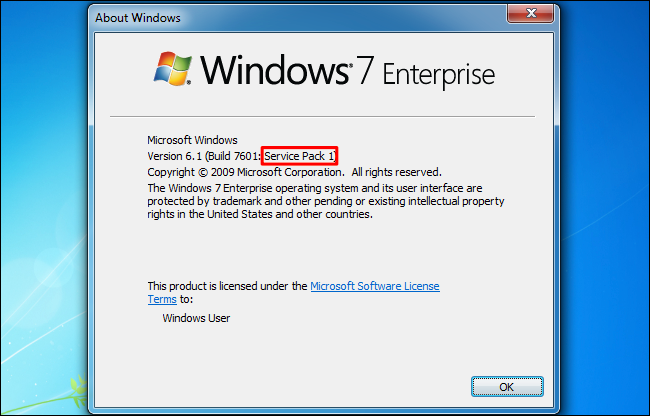 About Windows
Windows 7 Enterprise
Microsoft Windows
Version 6.1 (Build 7601: Service Pack 1)
Copyright © 2009 Microsoft Corporation. All rights reserved.
The Windows 7 Enterprise operating system and its user interface are
protected by trademark and other pending or existing intellectual property
rights in the United States and other countries.
This product is licensed under the Microsoft Software License
Terms to:
Windows User
OK